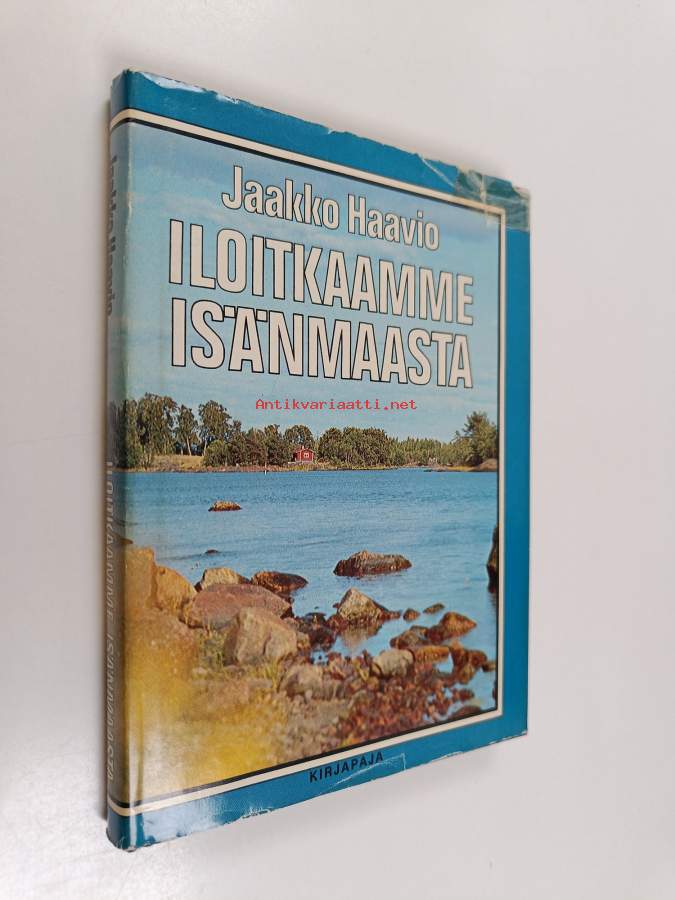 Jaakko Haavio
ILOITKAAMME
ISÄNMAASTA
Antikvariaatti.net
KIRJAPAJA
Jaakko Haavio
ILOITKAAMME ISÄNMAASTA